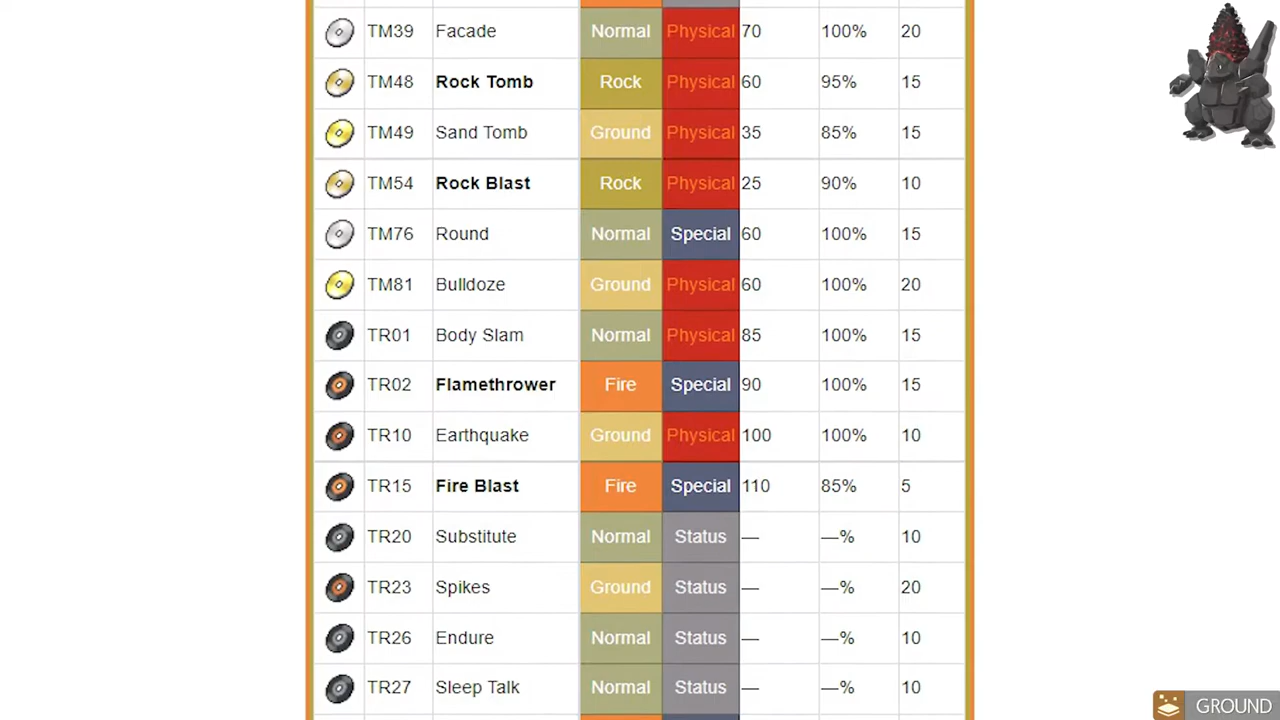 TM39 Facade Normal Physical 70 100% 20
TM48 Rock Tomb Rock Physical 60 95% 15
TM49 Sand Tomb Ground Physical 35 85% 15
TM54 Rock Blast Rock Physical 25 90% 10
TM76 Round Normal Special 60 100% 15
TM81 Bulldoze Ground Physical 60 100% 20
TR01 Body Slam Normal Physical 85 100% 15
TR02 Flamethrower Fire Special 90 100% 15
TR10 Earthquake Ground Physical 100 100% 10
TR15 Fire Blast Fire Special 110 85% 5
TR20 Substitute Normal Status — —% 10
TR23 Spikes Ground Status — —% 20
TR26 Endure Normal Status — —% 10
TR27 Sleep Talk Normal Status — —% 10
GROUND